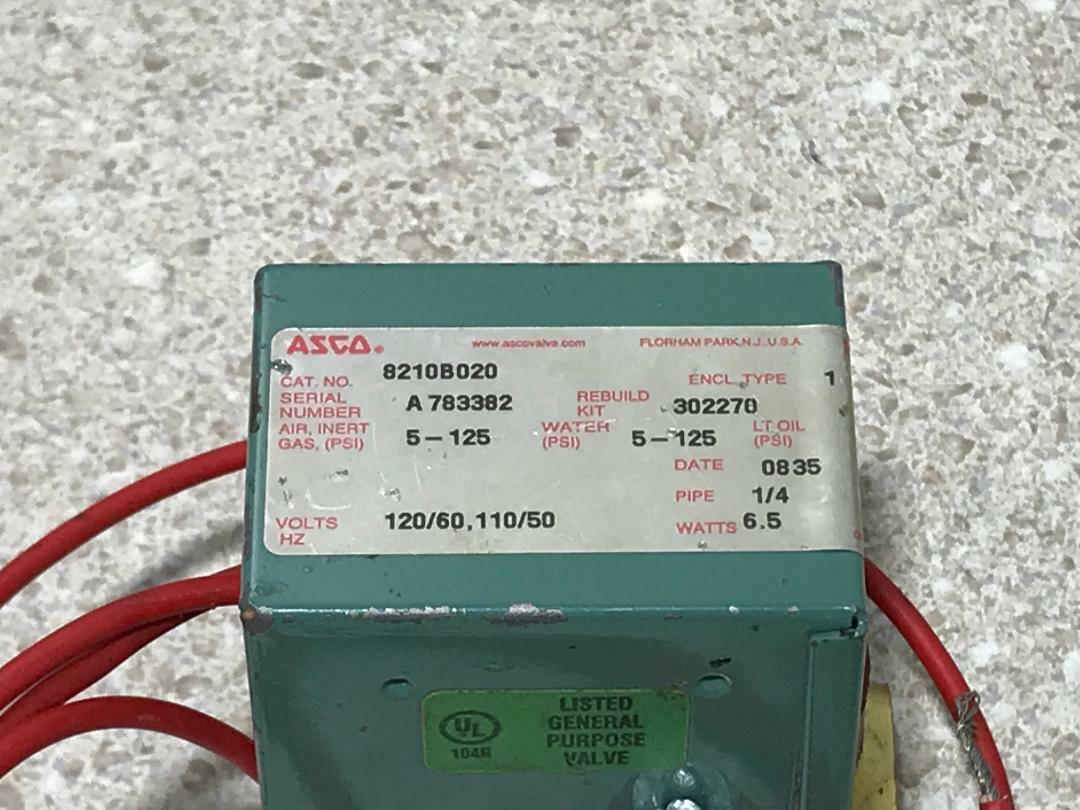 ASCO. www.ascovalve.com FLORHAM PARK, N.J., U.S.A.
CAT. NO. 8210B020 ENCL. TYPE 1
SERIAL NUMBER A 783382 REBUILD KIT 302270
AIR, INERT GAS, (PSI) 5 – 125 WATER (PSI) 5 – 125 LT OIL (PSI)
DATE 0835
PIPE 1/4
VOLTS HZ 120/60, 110/50 WATTS 6.5
UL
LISTED
GENERAL
PURPOSE
VALVE